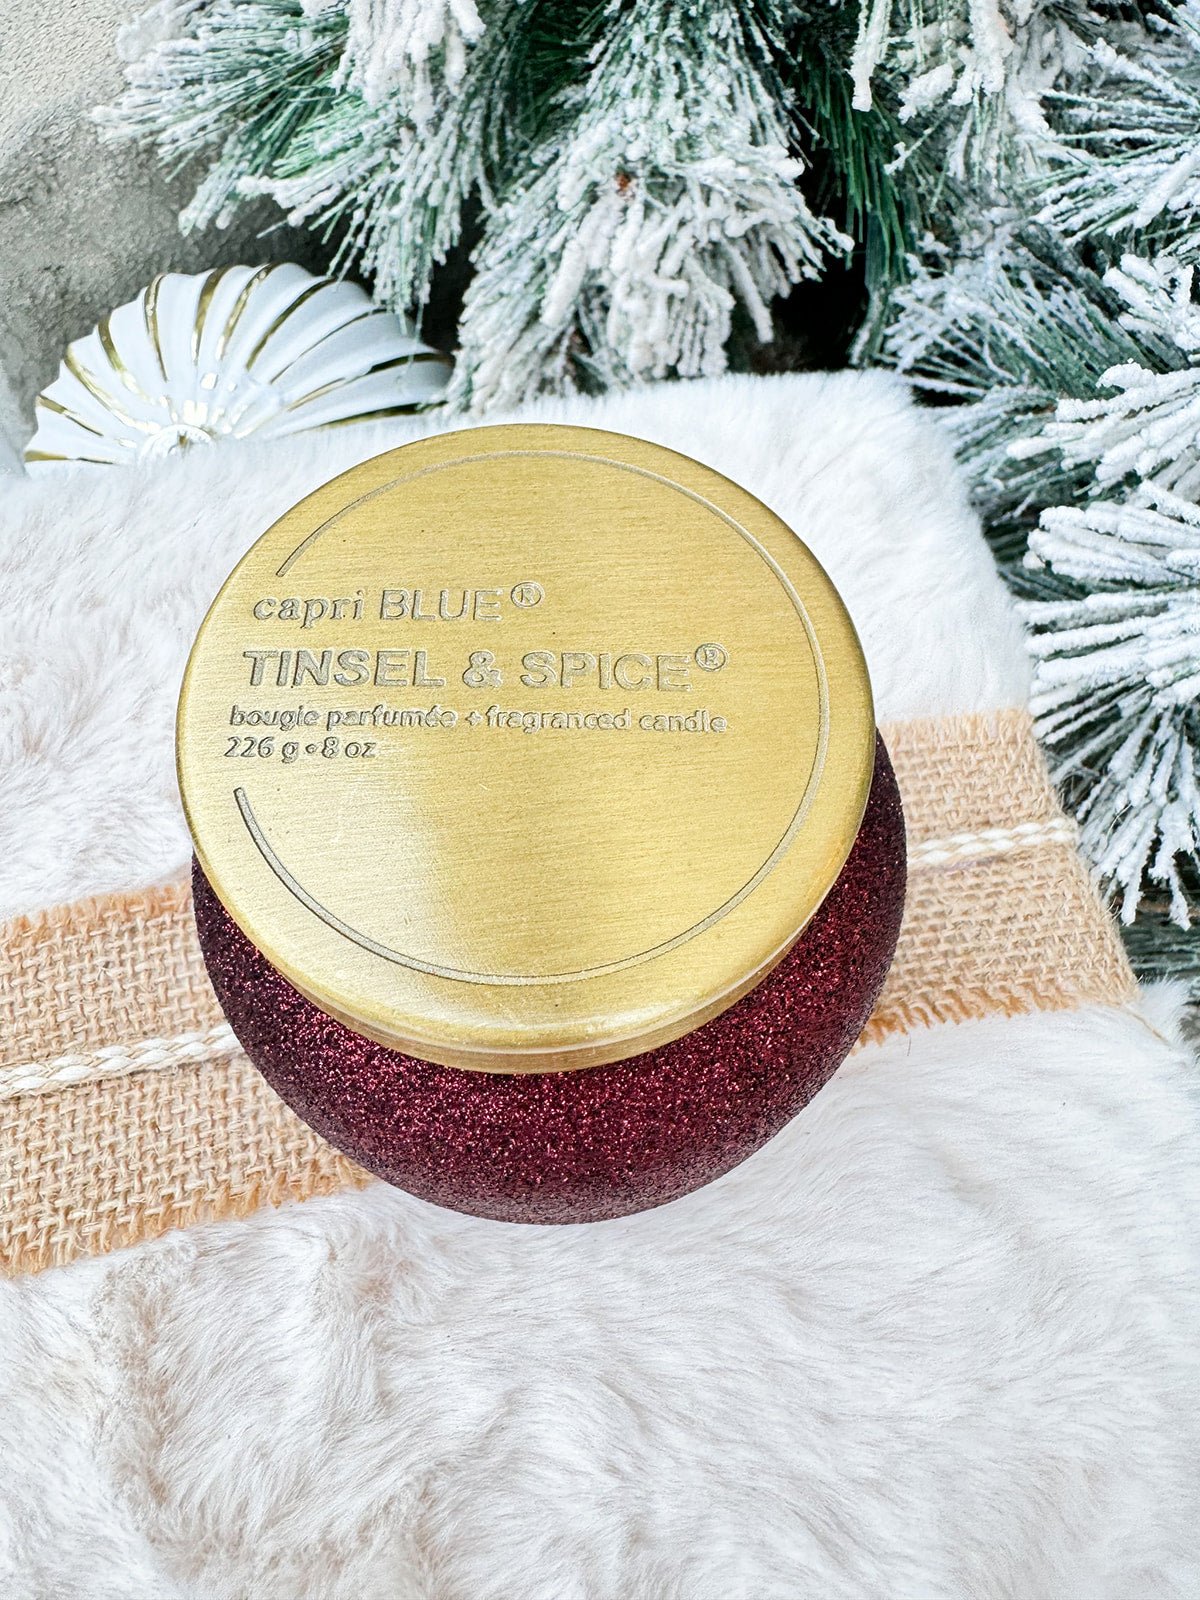 capri BLUE®
TINSEL & SPICE®
bougie parfumée + fragranced candle
226 g • 8 oz